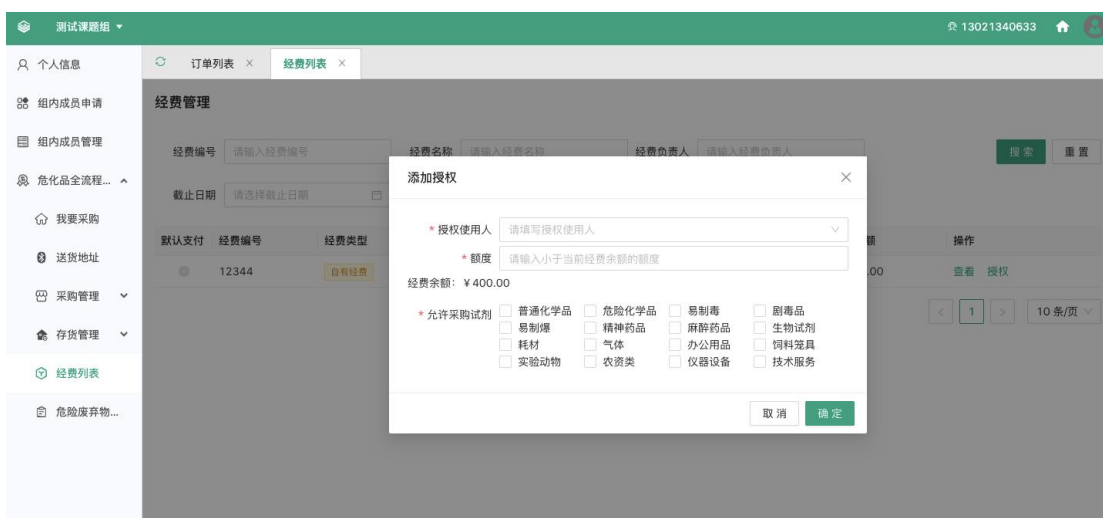 测试课题组
13021340633
个人信息
订单列表 ×
经费列表 ×
组内成员申请
经费管理
组内成员管理
经费编号 请输入经费编号
经费名称 请输入经费名称
经费负责人 请输入经费负责人
搜索 重置
危化品全流程...
截止日期 请选择截止日期
我要采购
默认支付 经费编号 经费类型
额 操作
送货地址
12344 自有经费
.00 查看 授权
采购管理
< 1 > 10 条/页
存货管理
经费列表
危险废弃物...
添加授权
* 授权使用人 请填写授权使用人
* 额度 请输入小于当前经费余额的额度
经费余额：¥400.00
* 允许采购试剂 普通化学品 危险化学品 易制毒 剧毒品
易制爆 精神药品 麻醉药品 生物试剂
耗材 气体 办公用品 饲料笼具
实验动物 农资类 仪器设备 技术服务
取消 确定